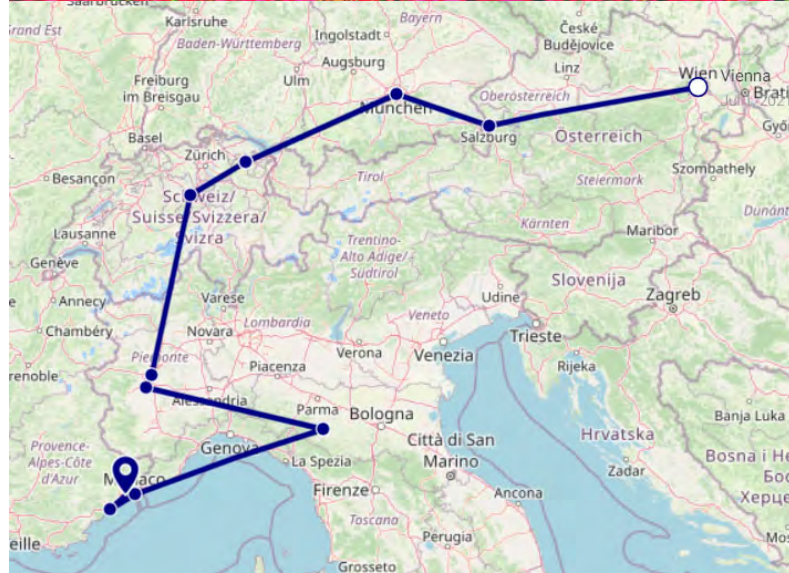 Saarbrücken
Karlsruhe
Grand Est
Baden-Württemberg
Ingolstadt
Bayern
České
Budějovice
Augsburg
Ulm
Linz
Freiburg
im Breisgau
München
Oberösterreich
Wien Vienna
Basel
Zürich
Salzburg
Österreich
Besançon
Tirol
Steiermark
Szombathely
Schweiz/
Suisse/Svizzera/
Svizra
Lausanne
Kärnten
Maribor
Genève
Trentino-
Alto Adige/
Südtirol
Slovenija
Annecy
Varese
Udine
Zagreb
Chambéry
Novara
Lombardia
Veneto
Trieste
Verona
Venezia
Piemonte
Piacenza
Rijeka
Alessandria
Parma
Bologna
Banja Luka
Hrvatska
Provence-
Alpes-Côte
d'Azur
Genova
La Spezia
Città di San
Marino
Zadar
Monaco
Firenze
Ancona
Toscana
Perugia
Grosseto